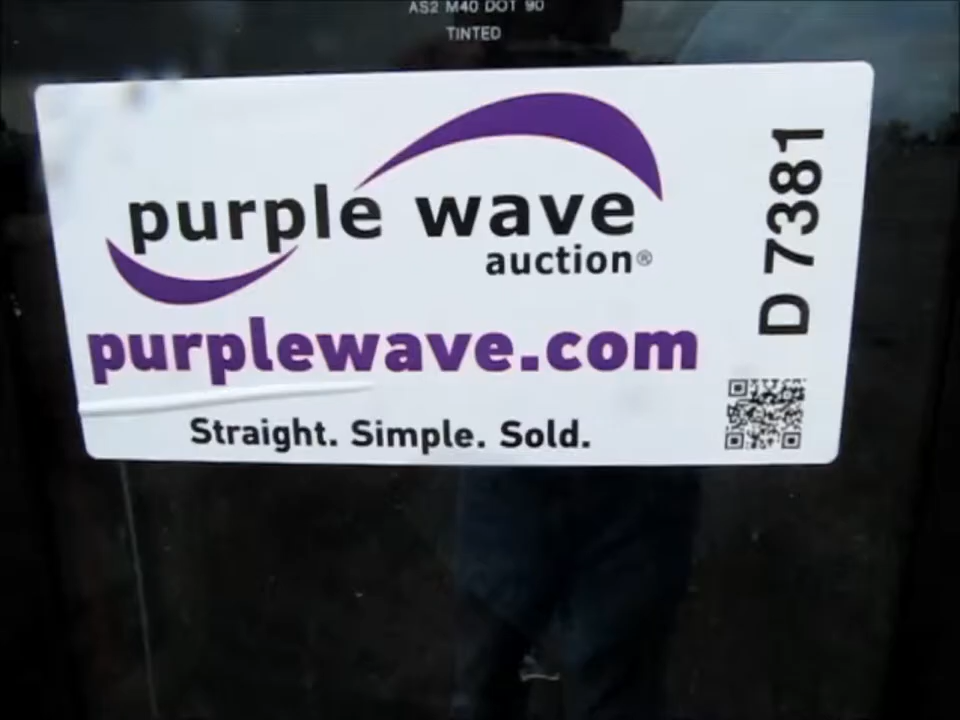 AS2 M40 DOT 90
TINTED
purple wave
auction®
purplewave.com
Straight. Simple. Sold.
D 7381